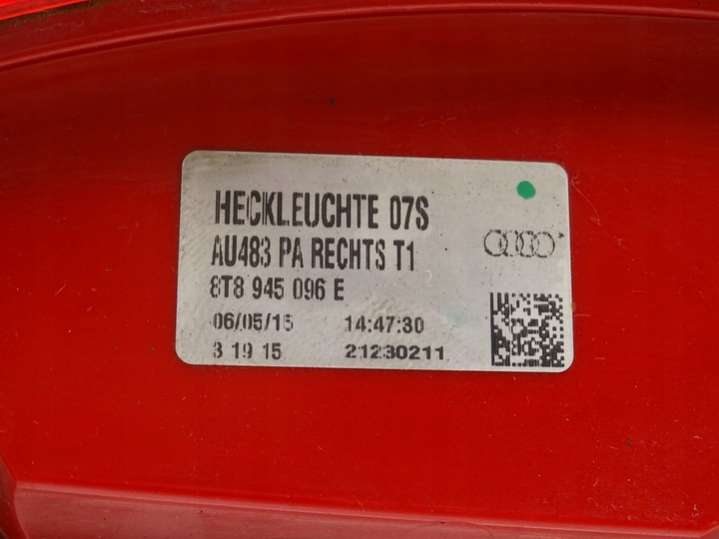 HECKLEUCHTE 07S
AU483 PA RECHTS T1
8T8 945 096 E
06/05/15 14:47:30
3 19 15 21230211